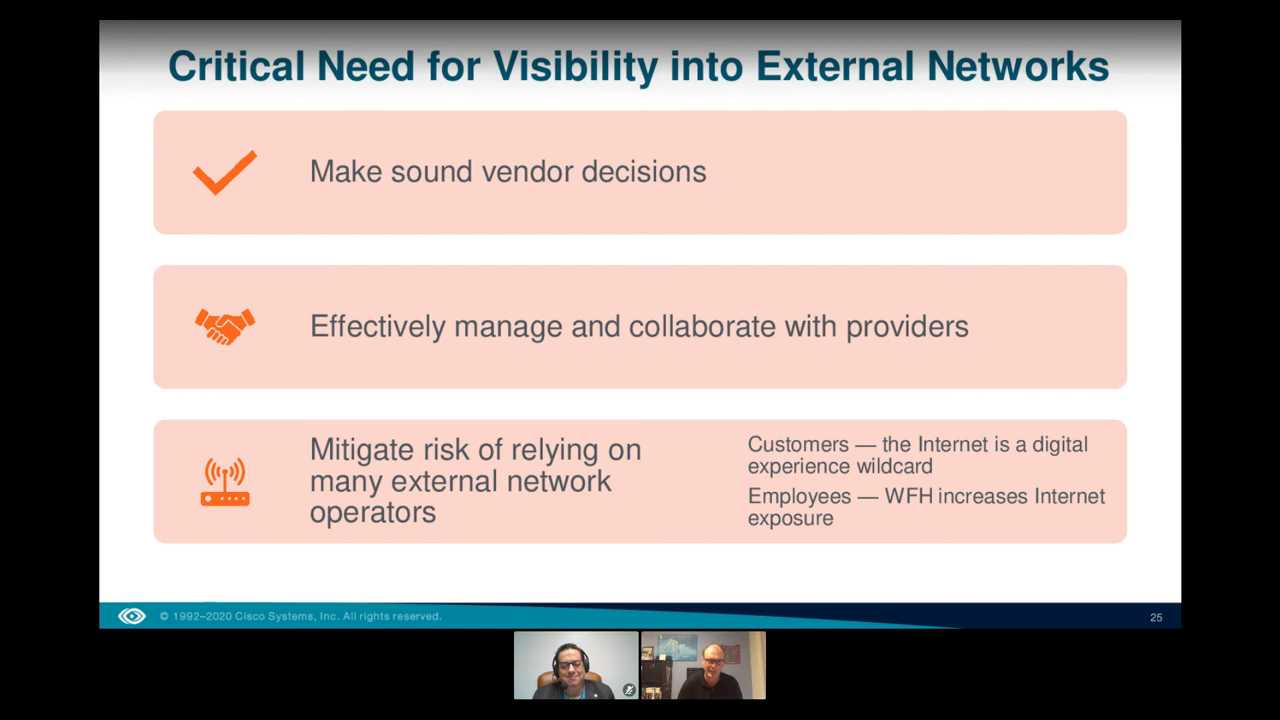 Critical Need for Visibility into External Networks
Make sound vendor decisions
Effectively manage and collaborate with providers
Mitigate risk of relying on
many external network
operators
Customers — the Internet is a digital
experience wildcard
Employees — WFH increases Internet
exposure
© 1992–2020 Cisco Systems, Inc. All rights reserved.
25